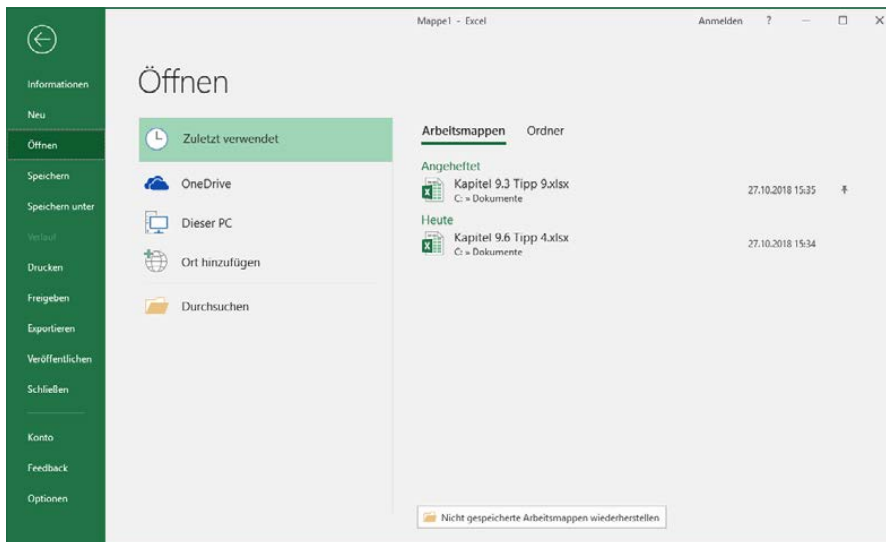 Mappe1 - Excel
Anmelden ?
Informationen
Neu
Öffnen
Speichern
Speichern unter
Verlauf
Drucken
Freigeben
Exportieren
Veröffentlichen
Schließen
Konto
Feedback
Optionen
Öffnen
Zuletzt verwendet
OneDrive
Dieser PC
Ort hinzufügen
Durchsuchen
Arbeitsmappen Ordner
Angeheftet
Kapitel 9.3 Tipp 9.xlsx
C: » Dokumente
27.10.2018 15:35
Heute
Kapitel 9.6 Tipp 4.xlsx
C: » Dokumente
27.10.2018 15:34
Nicht gespeicherte Arbeitsmappen wiederherstellen